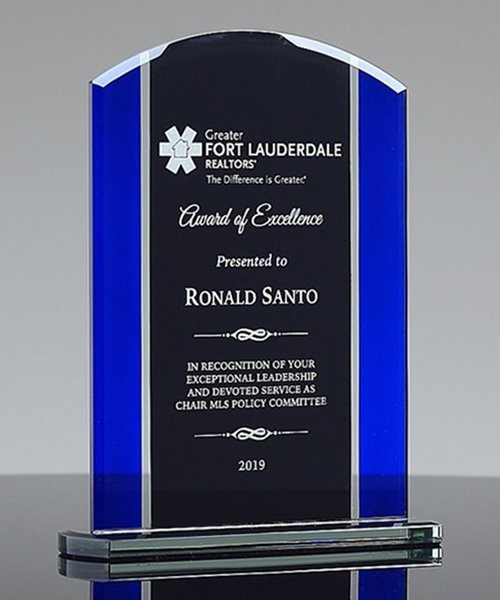 Greater
FORT LAUDERDALE
REALTORS®
The Difference is Greater.®
Award of Excellence
Presented to
RONALD SANTO
IN RECOGNITION OF YOUR
EXCEPTIONAL LEADERSHIP
AND DEVOTED SERVICE AS
CHAIR MLS POLICY COMMITTEE
2019